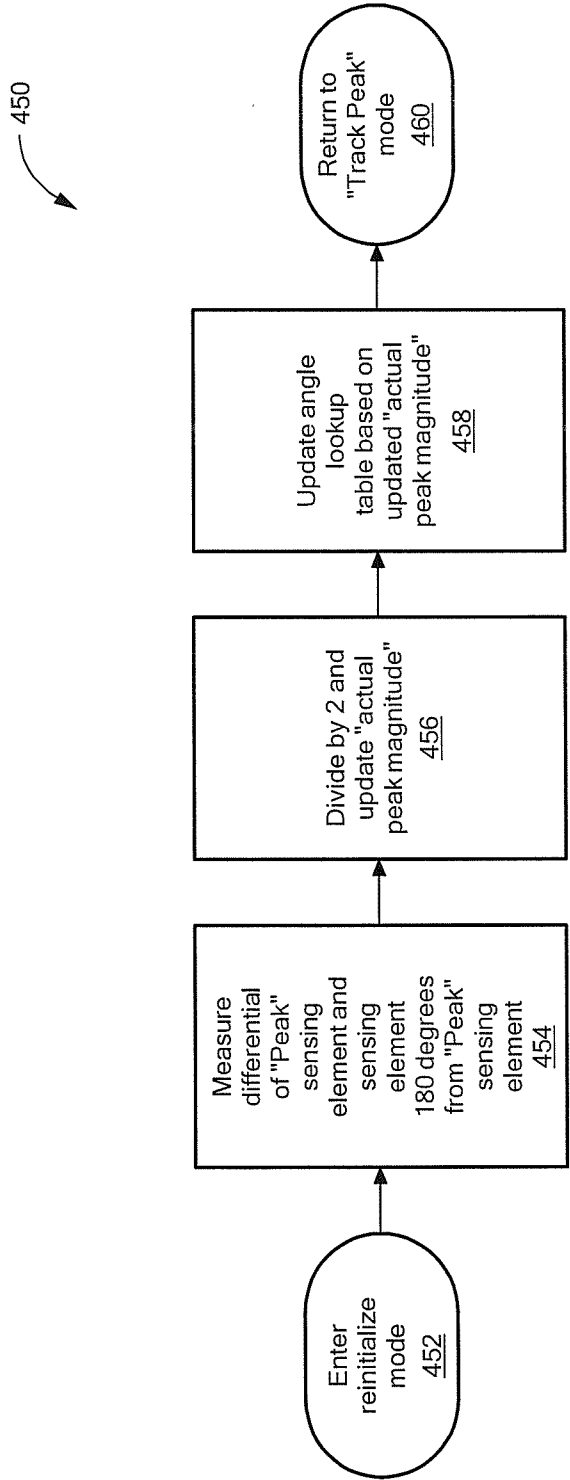 450
Enter
reinitialize
mode
452
Measure
differential
of "Peak"
sensing
element and
sensing
element
180 degrees
from "Peak"
sensing
element
454
Divide by 2 and
update "actual
peak magnitude"
456
Update angle
lookup
table based on
updated "actual
peak magnitude"
458
Return to
"Track Peak"
mode
460